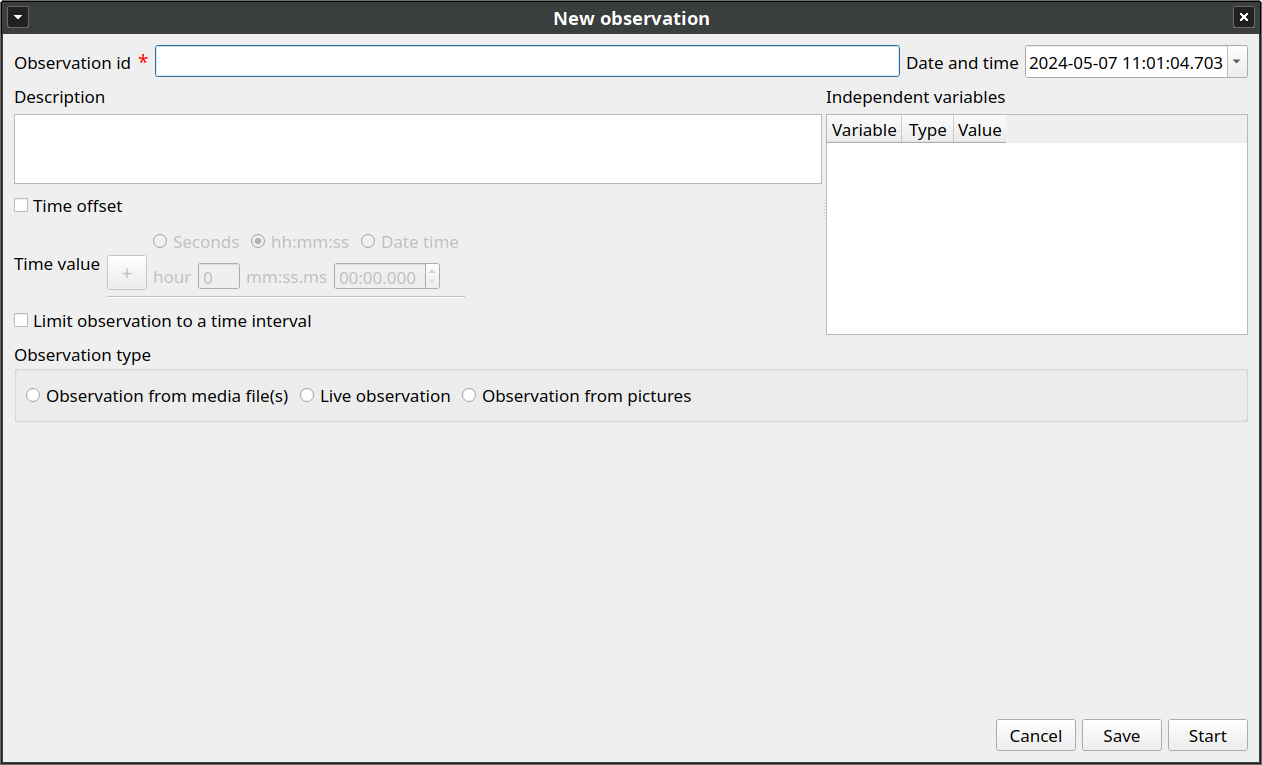 New observation
Observation id * Date and time 2024-05-07 11:01:04.703
Description Independent variables
Variable Type Value
Time offset
Seconds hh:mm:ss Date time
Time value + hour 0 mm:ss.ms 00:00.000
Limit observation to a time interval
Observation type
Observation from media file(s) Live observation Observation from pictures
Cancel Save Start